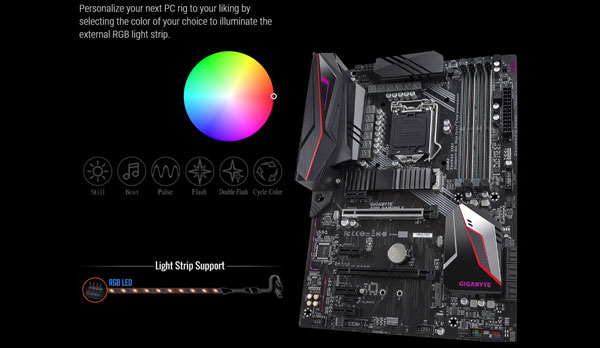 Personalize your next PC rig to your liking by
selecting the color of your choice to illuminate the
external RGB light strip.
Still
Beat
Pulse
Flash
Double Flash
Cycle Color
Light Strip Support
RGB LED
GIGABYTE
GIGABYTE